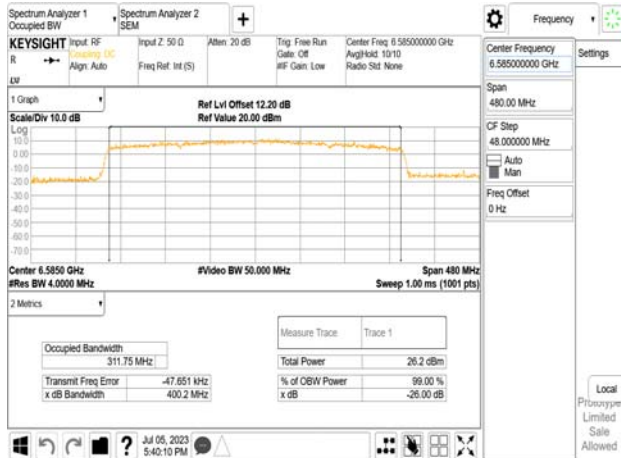 Spectrum Analyzer 1
Occupied BW
Spectrum Analyzer 2
SEM
+
Frequency
KEYSIGHT
Input: RF
Coupling: DC
Align: Auto
Input Z: 50 Ω
Freq Ref: Int (S)
Atten: 20 dB
Trig: Free Run
Gate: Off
#IF Gain: Low
Center Freq: 6.585000000 GHz
Avg|Hold: 10/10
Radio Std: None
R
LXI
Center Frequency
6.585000000 GHz
Settings
Span
480.00 MHz
CF Step
48.000000 MHz
Auto
Man
Freq Offset
0 Hz
1 Graph
Scale/Div 10.0 dB
Ref Lvl Offset 12.20 dB
Ref Value 20.00 dBm
Log
10.0
0.00
-10.0
-20.0
-30.0
-40.0
-50.0
-60.0
-70.0
Center 6.5850 GHz
#Res BW 4.0000 MHz
#Video BW 50.000 MHz
Span 480 MHz
Sweep 1.00 ms (1001 pts)
2 Metrics
Measure Trace
Trace 1
Occupied Bandwidth
311.75 MHz
Total Power
26.2 dBm
Transmit Freq Error
-47.651 kHz
% of OBW Power
99.00 %
x dB Bandwidth
400.2 MHz
x dB
-26.00 dB
Local
Prototype
Limited
Sale
Allowed
?
Jul 05, 2023
5:40:10 PM